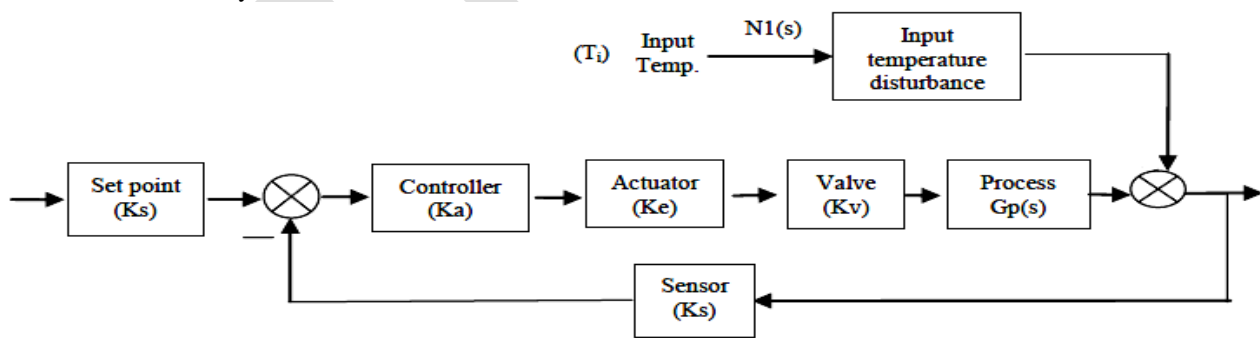 N1(s)
(Ti) Input
Temp.
Input
temperature
disturbance
Set point
(Ks)
Controller
(Ka)
Actuator
(Ke)
Valve
(Kv)
Process
Gp(s)
Sensor
(Ks)